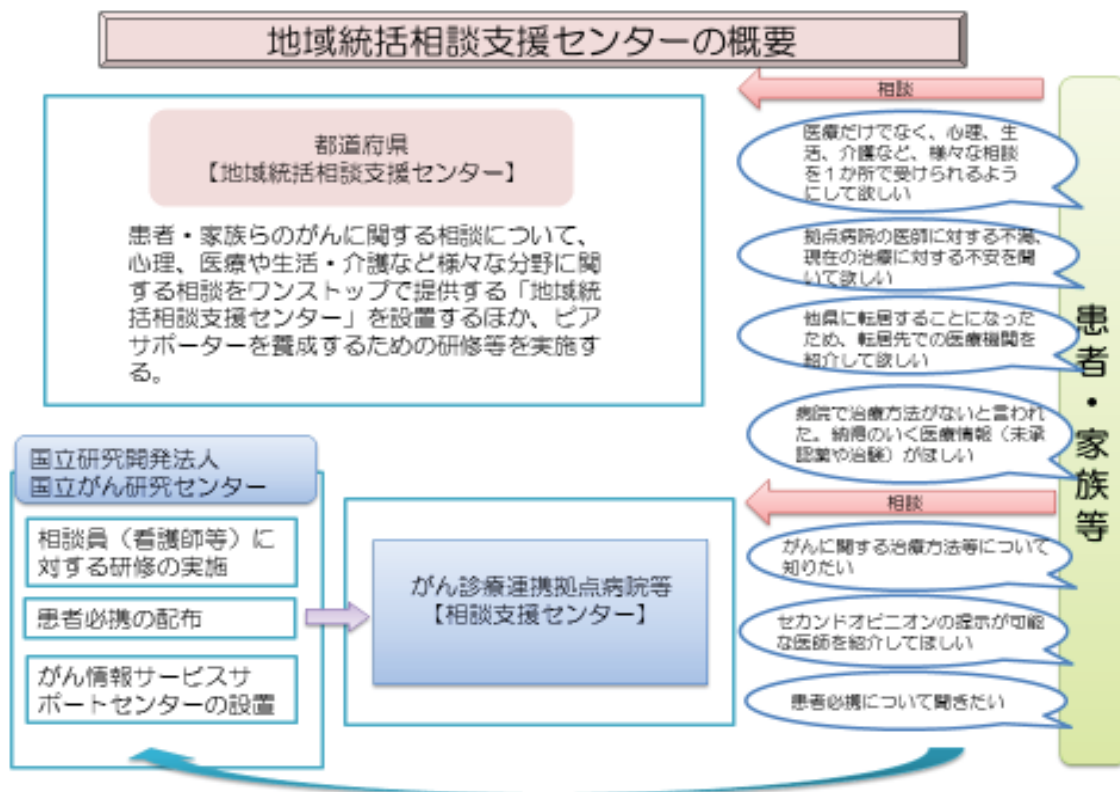 地域統括相談支援センターの概要
相談
都道府県
【地域統括相談支援センター】
患者・家族らのがんに関する相談について、
心理、医療や生活・介護など様々な分野に関
する相談をワンストップで提供する「地域統
括相談支援センター」を設置するほか、ピア
サポーターを養成するための研修等を実施す
る。
医療だけでなく、心理、生
活、介護など、様々な相談
を１か所で受けられるよう
にして欲しい
拠点病院の医師に対する不満、
現在の治療に対する不安を聞
いて欲しい
他県に転居することになった
ため、転居先での医療機関を
紹介して欲しい
病院で治療方法がないと言われ
た。納得のいく医療情報（未承
認薬や治験）がほしい
患者・家族等
国立研究開発法人
国立がん研究センター
相談員（看護師等）に
対する研修の実施
患者必携の配布
がん情報サービスサ
ポートセンターの設置
がん診療連携拠点病院等
【相談支援センター】
相談
がんに関する治療方法等について
知りたい
セカンドオピニオンの提示が可能
な医師を紹介してほしい
患者必携について聞きたい